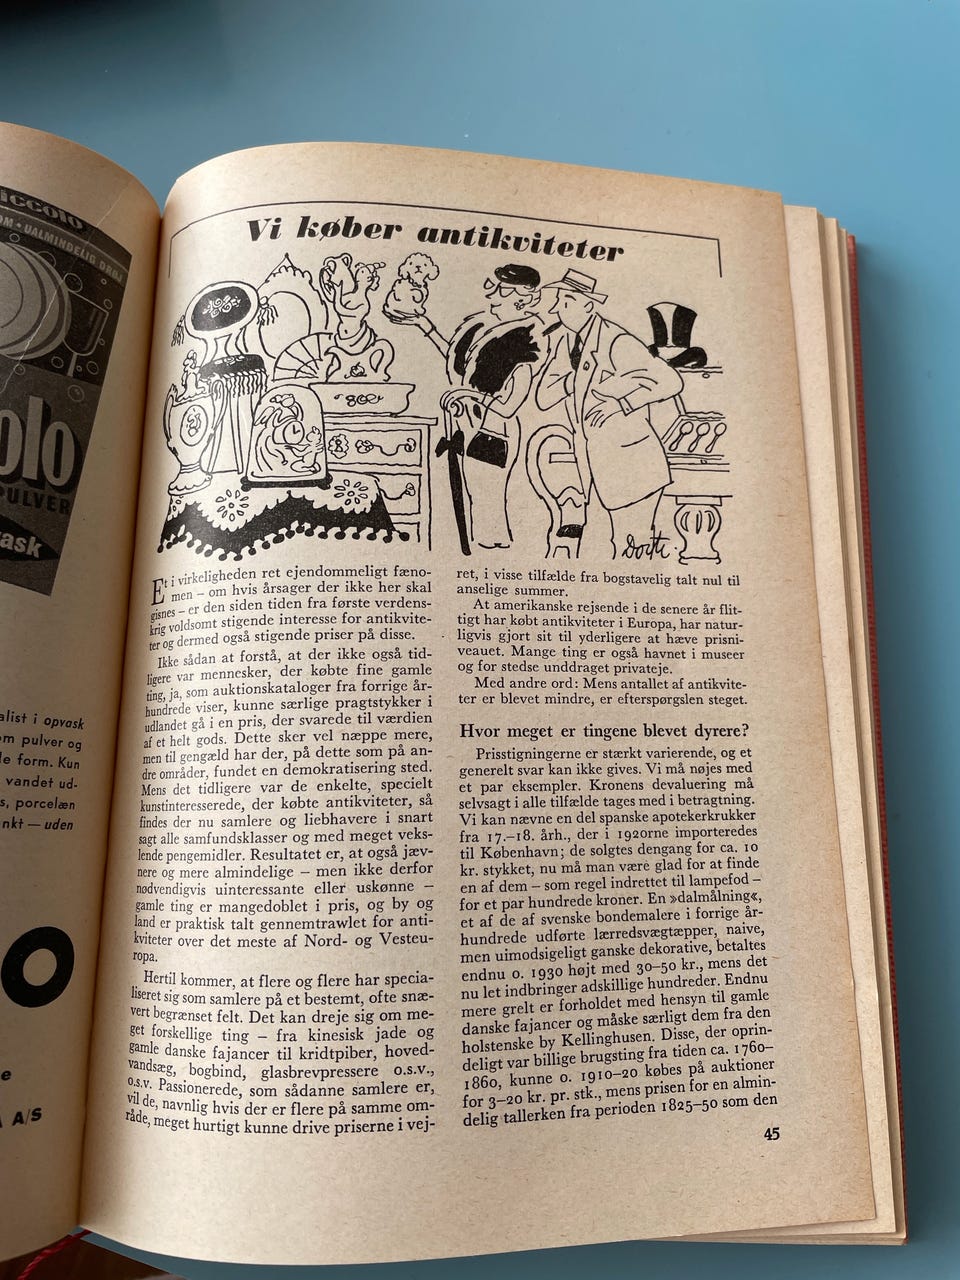 iccolo
OM • UALMINDELIG DRØJ
olo
PULVER
ask
alist i opvask
om pulver og
le form. Kun
vandet ud-
s, porcelæn
nkt — uden
O
e
A A/S
Vi køber antikviteter
800
Dorte
Et i virkeligheden ret ejendommeligt fæno-
men – om hvis årsager der ikke her skal
gisnes – er den siden tiden fra første verdens-
krig voldsomt stigende interesse for antikvite-
ter og dermed også stigende priser på disse.
Ikke sådan at forstå, at der ikke også tid-
ligere var mennesker, der købte fine gamle
ting, ja, som auktionskataloger fra forrige år-
hundrede viser, kunne særlige pragtstykker i
udlandet gå i en pris, der svarede til værdien
af et helt gods. Dette sker vel næppe mere,
men til gengæld har der, på dette som på an-
dre områder, fundet en demokratisering sted.
Mens det tidligere var de enkelte, specielt
kunstinteresserede, der købte antikviteter, så
findes der nu samlere og liebhavere i snart
sagt alle samfundsklasser og med meget veks-
lende pengemidler. Resultatet er, at også jæv-
nere og mere almindelige – men ikke derfor
nødvendigvis uinteressante eller uskønne –
gamle ting er mangedoblet i pris, og by og
land er praktisk talt gennemtrawlet for anti-
kviteter over det meste af Nord- og Vesteu-
ropa.
Hertil kommer, at flere og flere har specia-
liseret sig som samlere på et bestemt, ofte snæ-
vert begrænset felt. Det kan dreje sig om me-
get forskellige ting – fra kinesisk jade og
gamle danske fajancer til kridtpiber, hoved-
vandsæg, bogbind, glasbrevpressere o.s.v.,
o.s.v. Passionerede, som sådanne samlere er,
vil de, navnlig hvis der er flere på samme om-
råde, meget hurtigt kunne drive priserne i vej-
ret, i visse tilfælde fra bogstavelig talt nul til
anselige summer.
At amerikanske rejsende i de senere år flit-
tigt har købt antikviteter i Europa, har natur-
ligvis gjort sit til yderligere at hæve prisni-
veauet. Mange ting er også havnet i museer
og for stedse unddraget privateje.
Med andre ord: Mens antallet af antikvite-
ter er blevet mindre, er efterspørgslen steget.
Hvor meget er tingene blevet dyrere?
Prisstigningerne er stærkt varierende, og et
generelt svar kan ikke gives. Vi må nøjes med
et par eksempler. Kronens devaluering må
selvsagt i alle tilfælde tages med i betragtning.
Vi kan nævne en del spanske apotekerkrukker
fra 17.–18. årh., der i 1920rne importeredes
til København; de solgtes dengang for ca. 10
kr. stykket, nu må man være glad for at finde
en af dem – som regel indrettet til lampefod –
for et par hundrede kroner. En »dalmålning«,
et af de af svenske bondemalere i forrige år-
hundrede udførte lærredsvægtæpper, naive,
men uimodsigeligt ganske dekorative, betaltes
endnu o. 1930 højt med 30–50 kr., mens det
nu let indbringer adskillige hundreder. Endnu
mere grelt er forholdet med hensyn til gamle
danske fajancer og måske særligt dem fra den
holstenske by Kellinghusen. Disse, der oprin-
deligt var billige brugsting fra tiden ca. 1760–
1860, kunne o. 1910–20 købes på auktioner
for 3–20 kr. pr. stk., mens prisen for en almin-
delig tallerken fra perioden 1825–50 som den
45